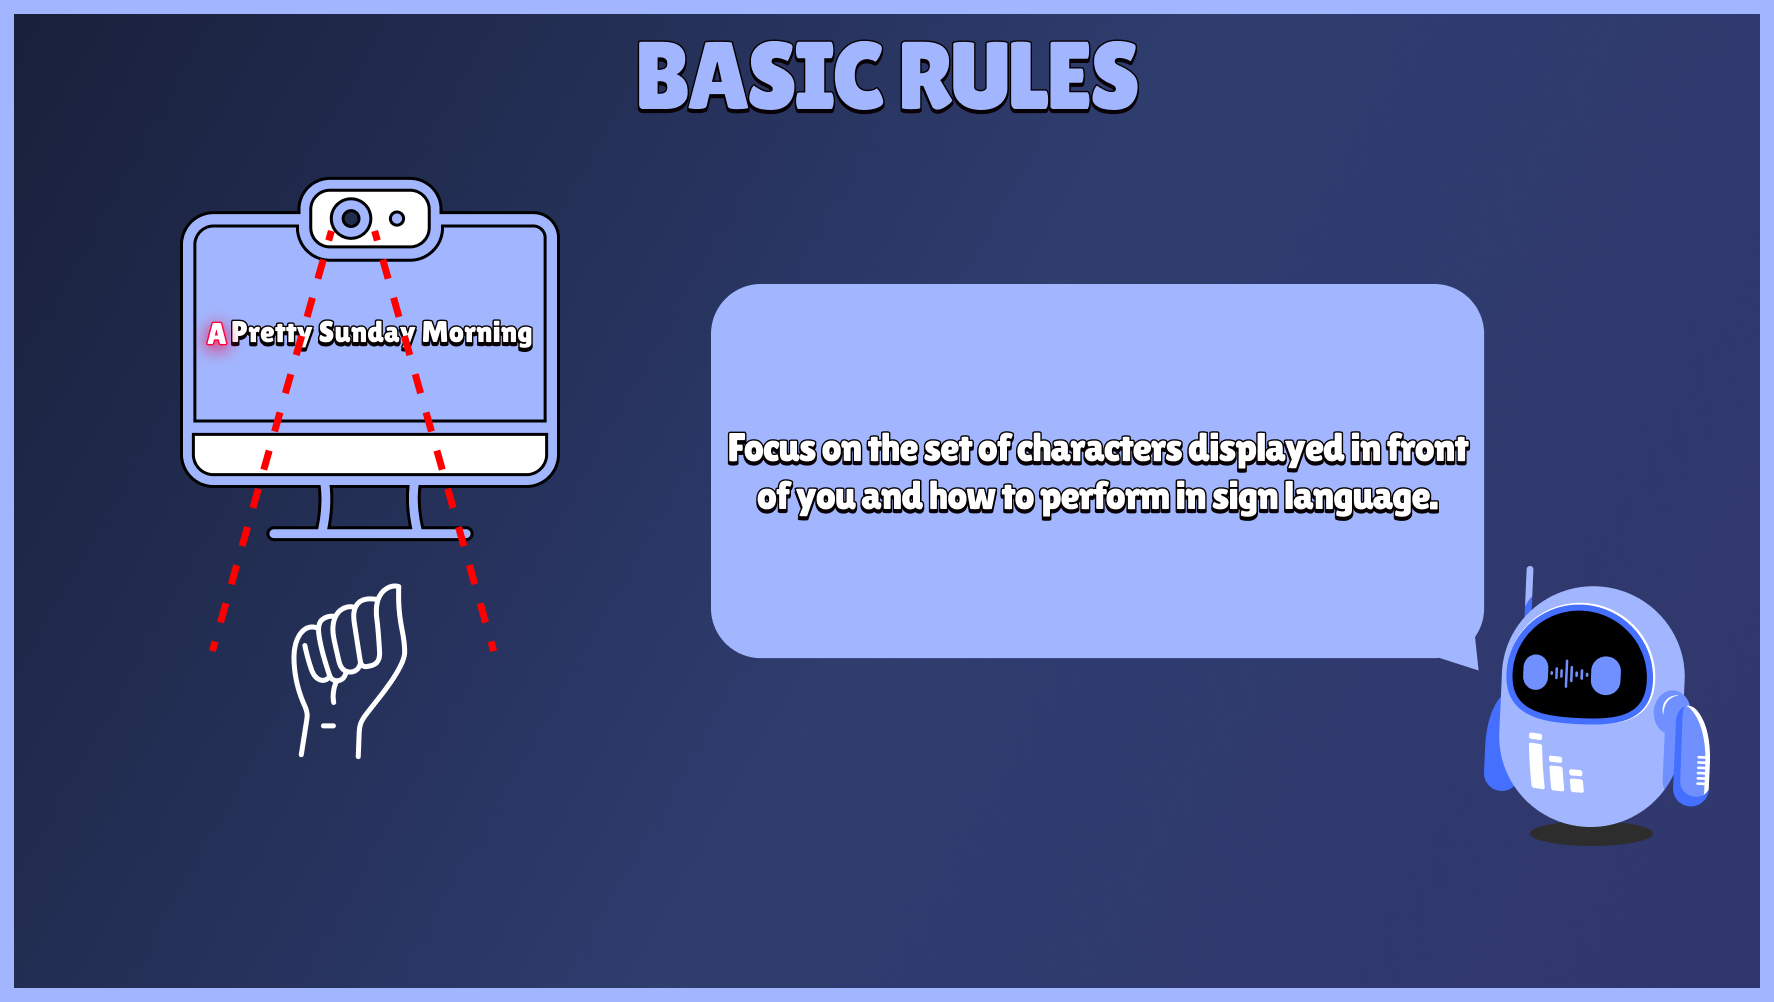 BASIC RULES
A Pretty Sunday Morning
Focus on the set of characters displayed in front
of you and how to perform in sign language.